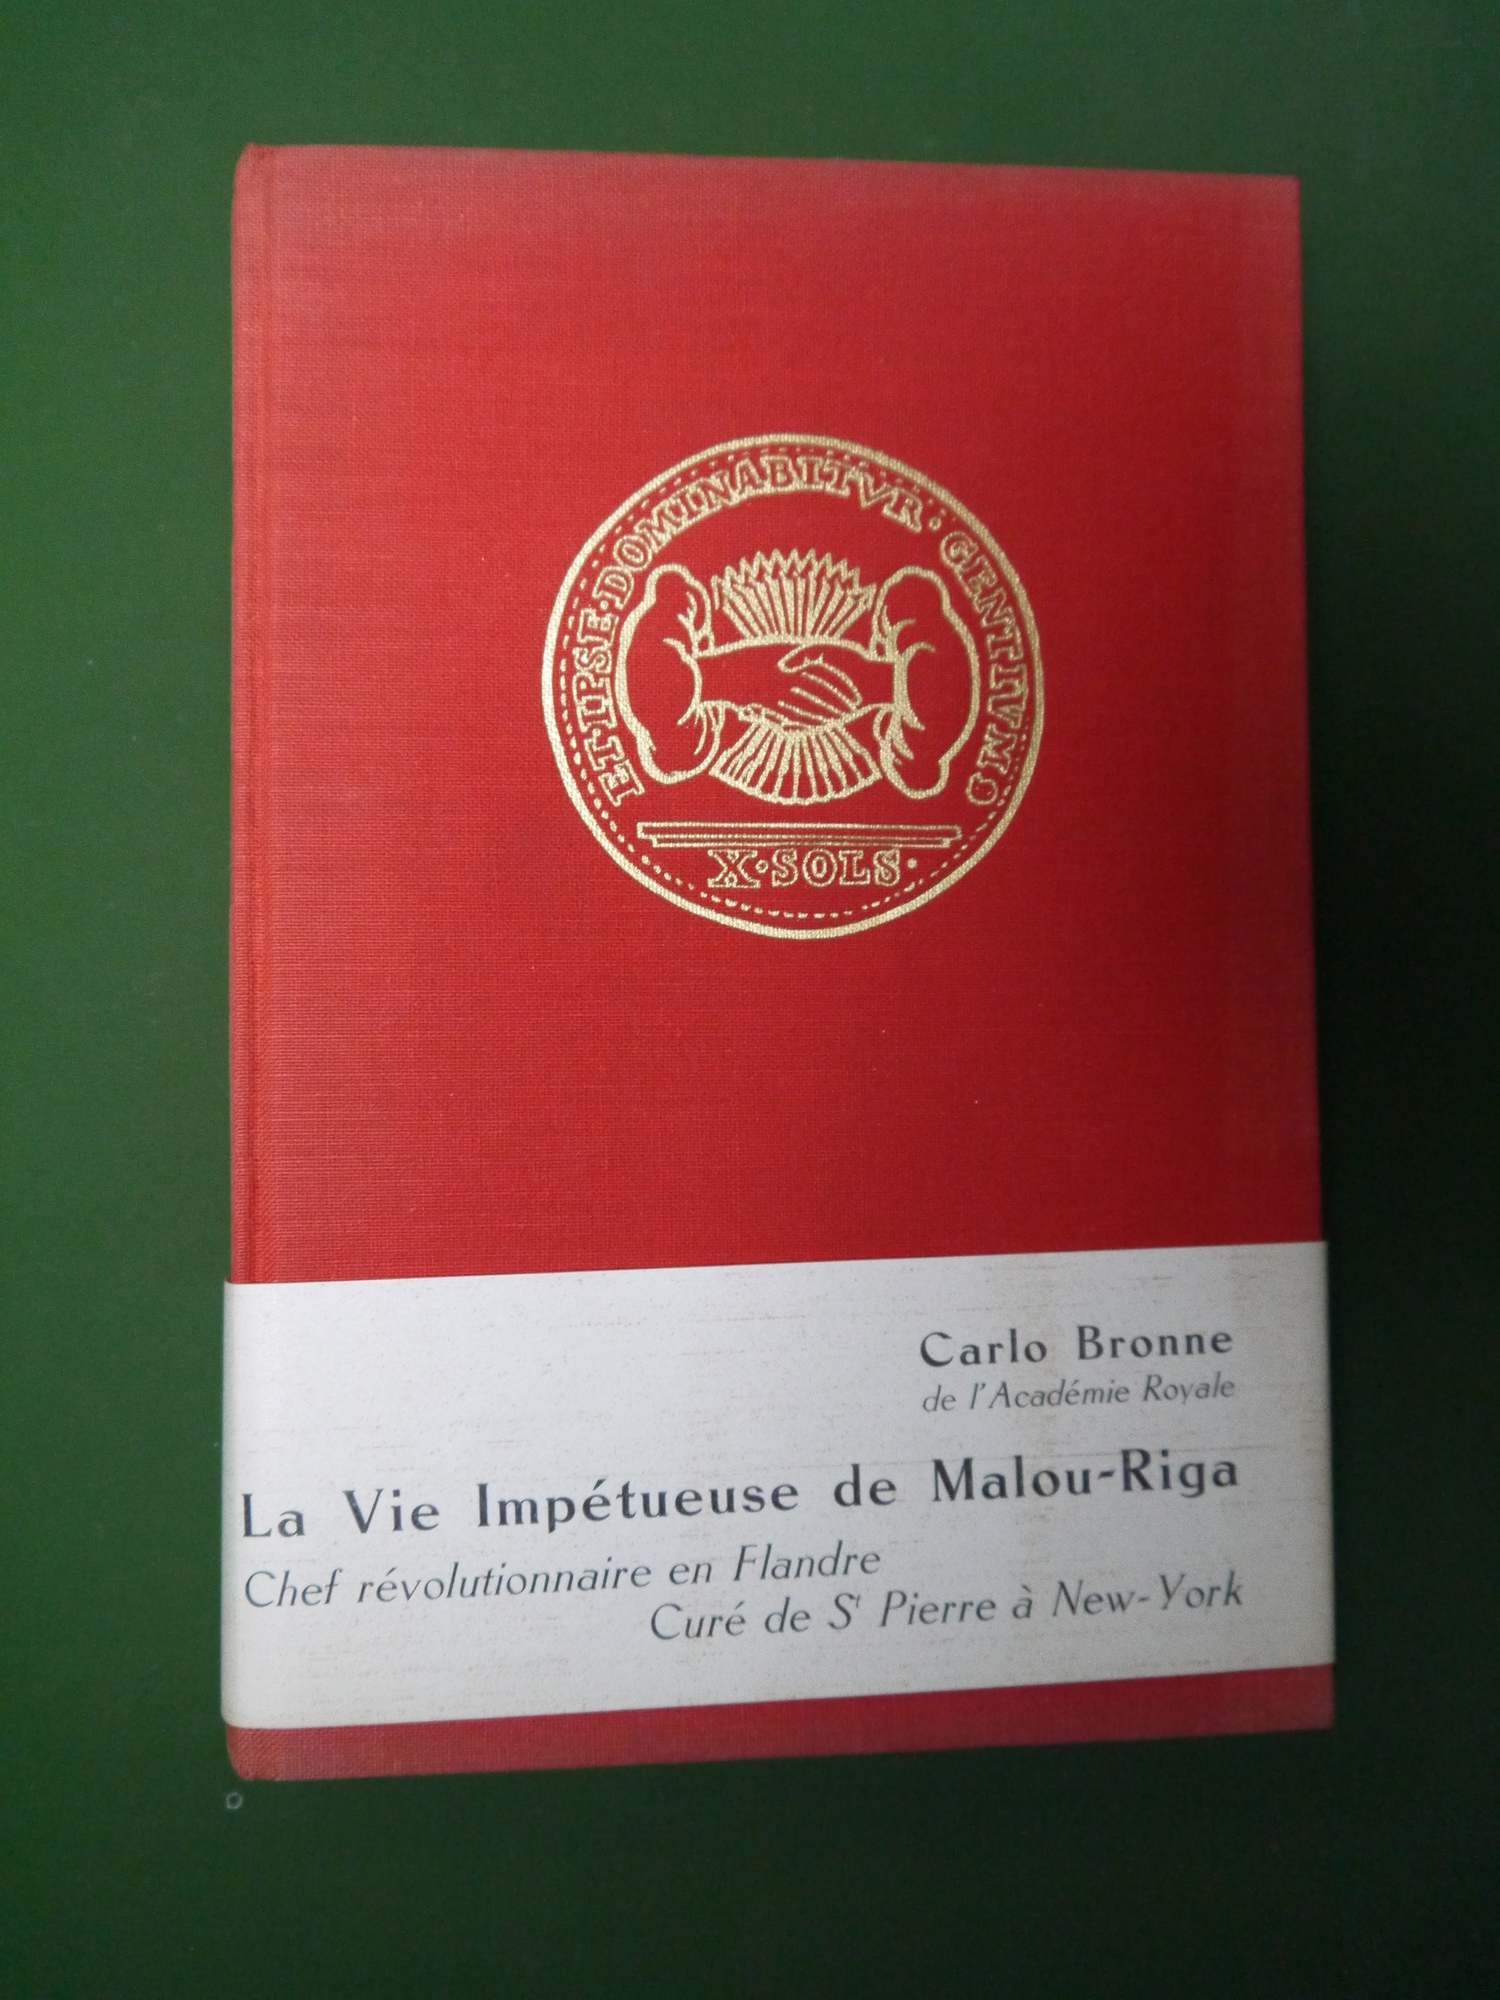 ET·IPSE·DOMINABITVR·GENTIVM
X·SOLS·
Carlo Bronne
de l'Académie Royale
La Vie Impétueuse de Malou-Riga
Chef révolutionnaire en Flandre
Curé de St Pierre à New-York